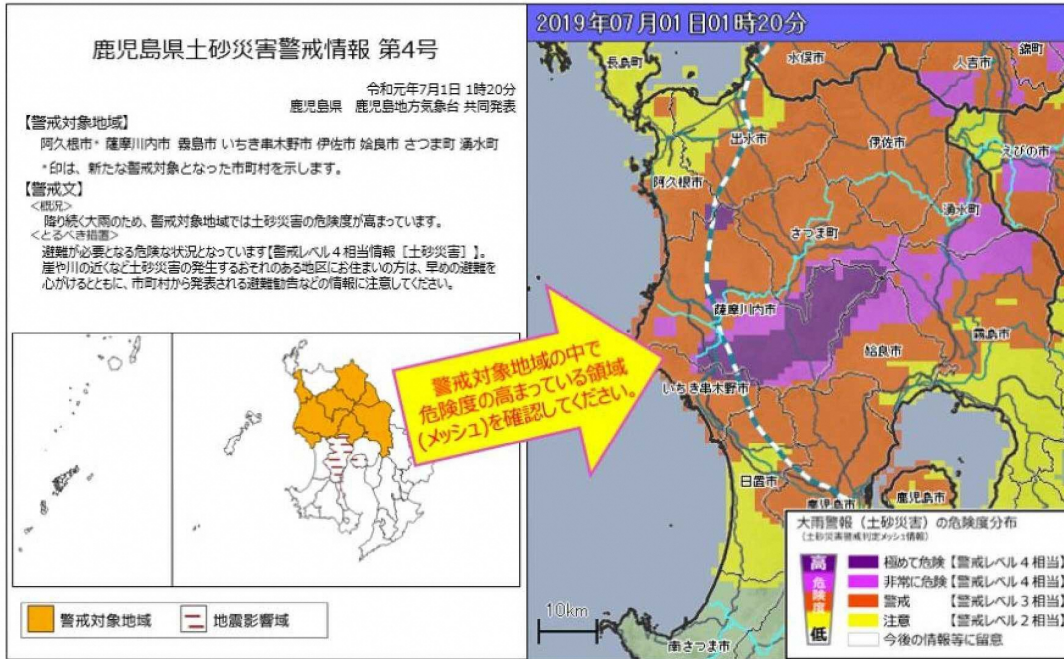 鹿児島県土砂災害警戒情報 第4号
令和元年7月1日 1時20分
鹿児島県 鹿児島地方気象台 共同発表
【警戒対象地域】
阿久根市* 薩摩川内市 霧島市 いちき串木野市 伊佐市 姶良市 さつま町 湧水町
*印は、新たな警戒対象となった市町村を示します。
【警戒文】
<概況>
降り続く大雨のため、警戒対象地域では土砂災害の危険度が高まっています。
<とるべき措置>
避難が必要となる危険な状況となっています【警戒レベル4相当情報［土砂災害］】。
崖や川の近くなど土砂災害の発生するおそれのある地区にお住まいの方は、早めの避難を
心がけるとともに、市町村から発表される避難勧告などの情報に注意してください。
警戒対象地域
地震影響域
警戒対象地域の中で
危険度の高まっている領域
(メッシュ)を確認してください。
2019年07月01日01時20分
長島町
水俣市
人吉市
錦町
出水市
伊佐市
えびの市
阿久根市
湧水町
さつま町
薩摩川内市
霧島市
姶良市
いちき串木野市
日置市
鹿児島市
鹿児島市
南さつま市
10km
大雨警報（土砂災害）の危険度分布
（土砂災害警戒判定メッシュ情報）
高
危険度
低
極めて危険【警戒レベル4相当】
非常に危険【警戒レベル4相当】
警戒 【警戒レベル3相当】
注意 【警戒レベル2相当】
今後の情報等に留意